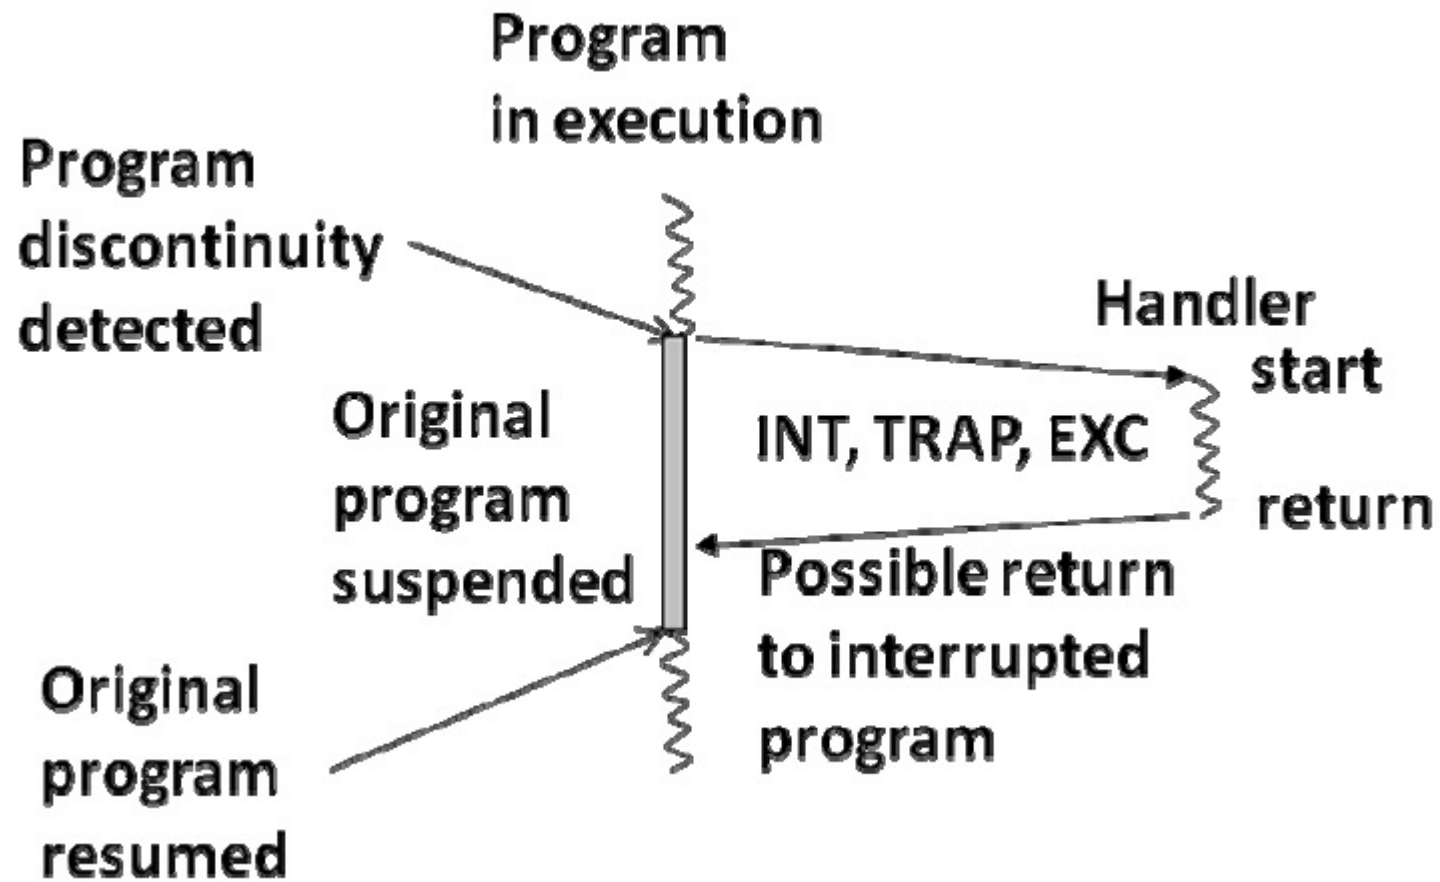 Program
in execution
Program
discontinuity
detected
Handler
start
Original
program
suspended
INT, TRAP, EXC
return
Possible return
to interrupted
program
Original
program
resumed